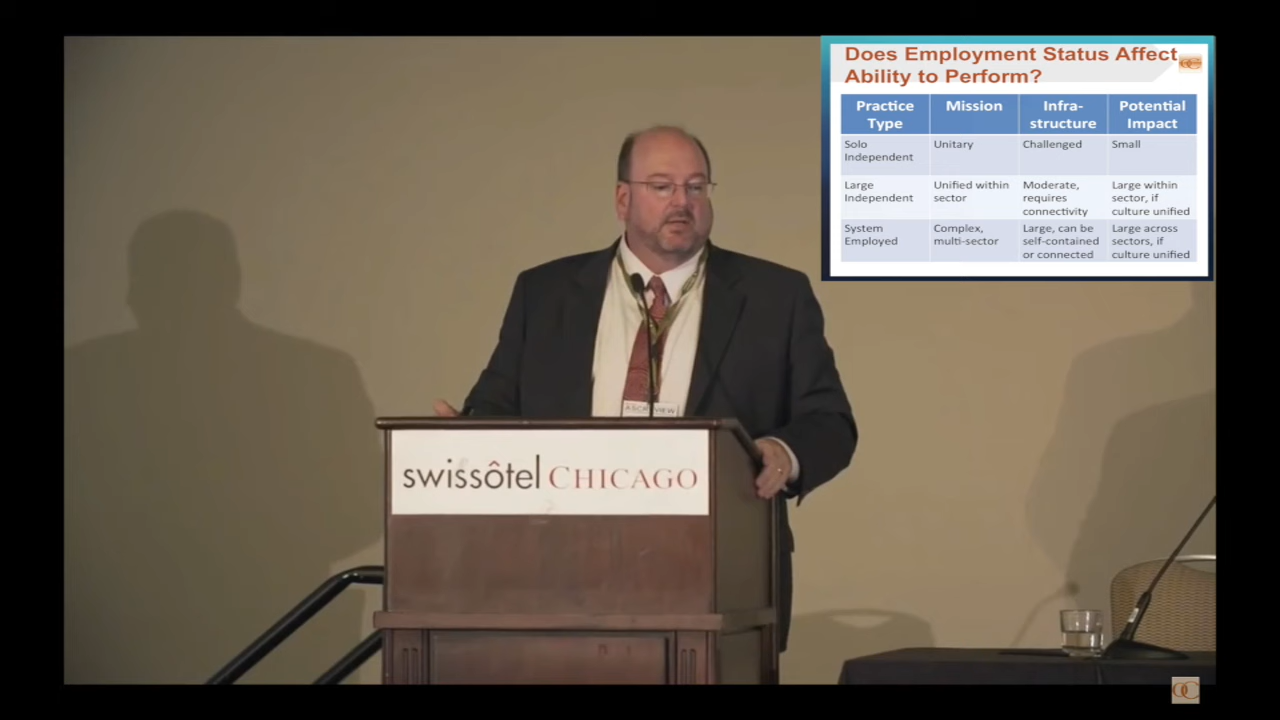 Does Employment Status Affect
Ability to Perform?
Practice Type Mission Infra-structure Potential Impact
Solo Independent Unitary Challenged Small
Large Independent Unified within sector Moderate, requires connectivity Large within sector, if culture unified
System Employed Complex, multi-sector Large, can be self-contained or connected Large across sectors, if culture unified
swissôtel CHICAGO
OC